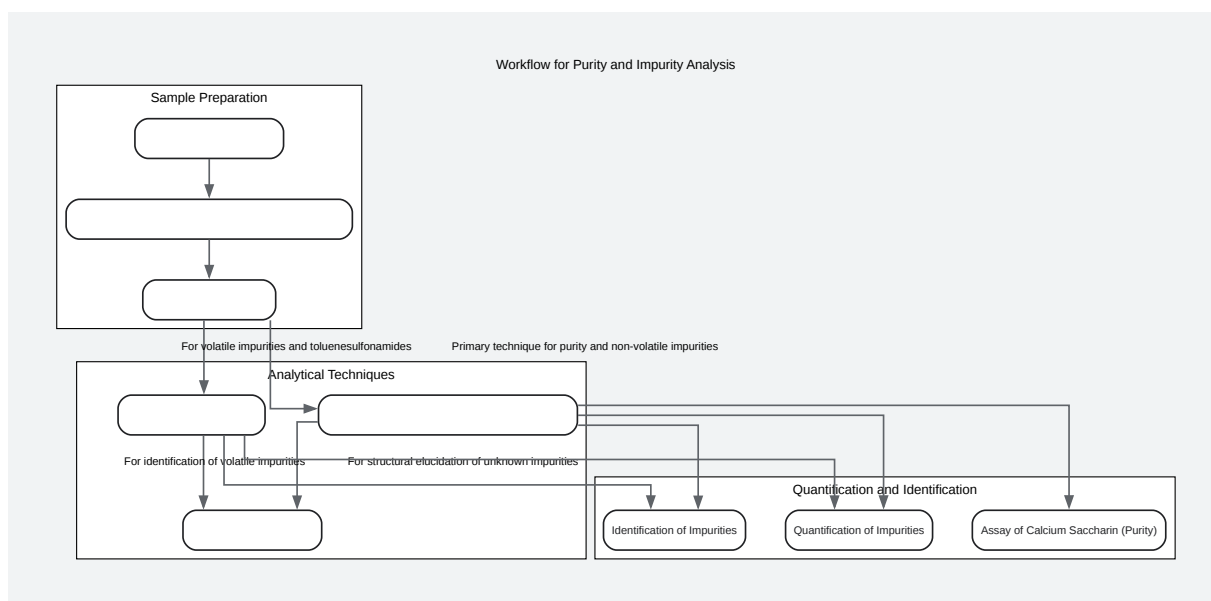 Workflow for Purity and Impurity Analysis
Sample Preparation
For volatile impurities and toluenesulfonamides
Primary technique for purity and non-volatile impurities
Analytical Techniques
For identification of volatile impurities
For structural elucidation of unknown impurities
Quantification and Identification
Identification of Impurities
Quantification of Impurities
Assay of Calcium Saccharin (Purity)